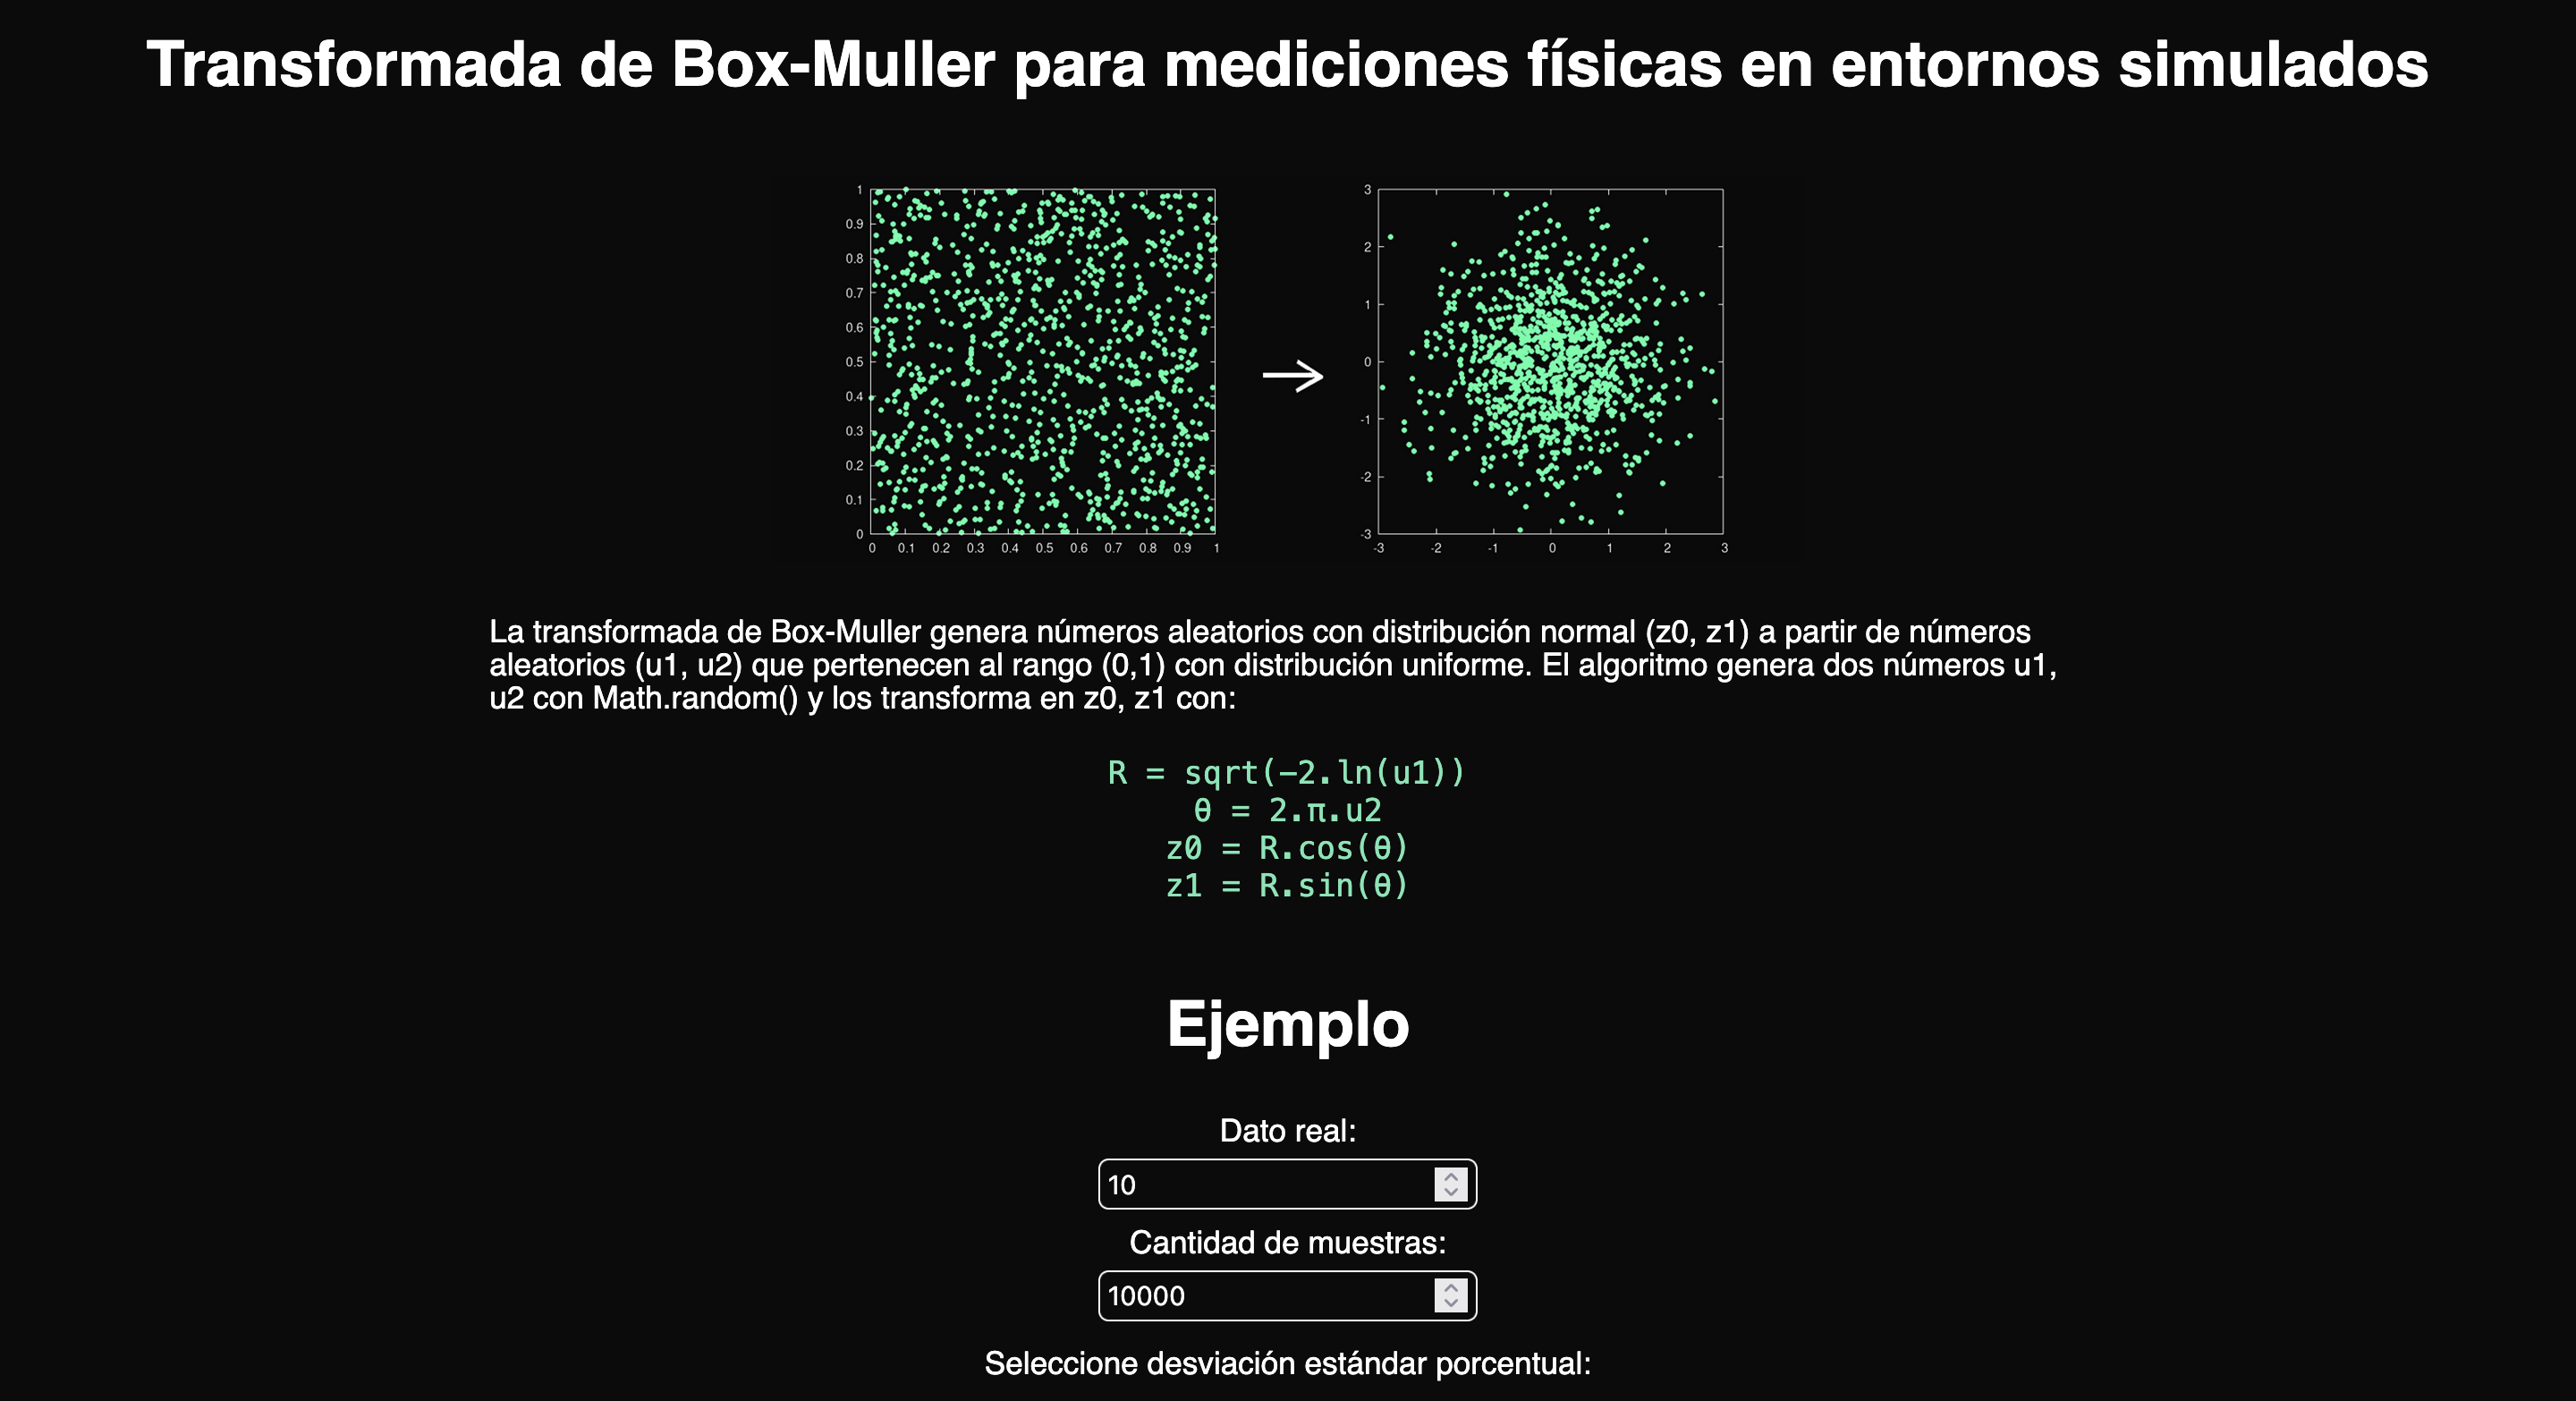 Transformada de Box-Muller para mediciones físicas en entornos simulados
1
0.9
0.8
0.7
0.6
0.5
0.4
0.3
0.2
0.1
0
0 0.1 0.2 0.3 0.4 0.5 0.6 0.7 0.8 0.9 1
3
2
1
0
-1
-2
-3
-3 -2 -1 0 1 2 3
La transformada de Box-Muller genera números aleatorios con distribución normal (z0, z1) a partir de números
aleatorios (u1, u2) que pertenecen al rango (0,1) con distribución uniforme. El algoritmo genera dos números u1,
u2 con Math.random() y los transforma en z0, z1 con:
R = sqrt(−2.ln(u1))
θ = 2.π.u2
z0 = R.cos(θ)
z1 = R.sin(θ)
Ejemplo
Dato real:
10
Cantidad de muestras:
10000
Seleccione desviación estándar porcentual: